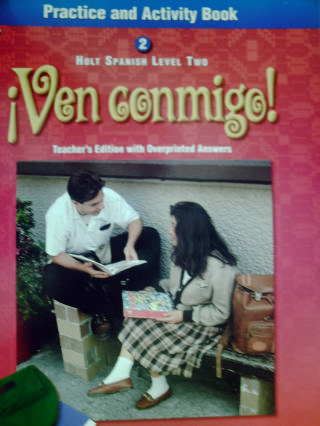 Practice and Activity Book
2
HOLT SPANISH LEVEL TWO
¡Ven conmigo!
Teacher's Edition with Overprinted Answers